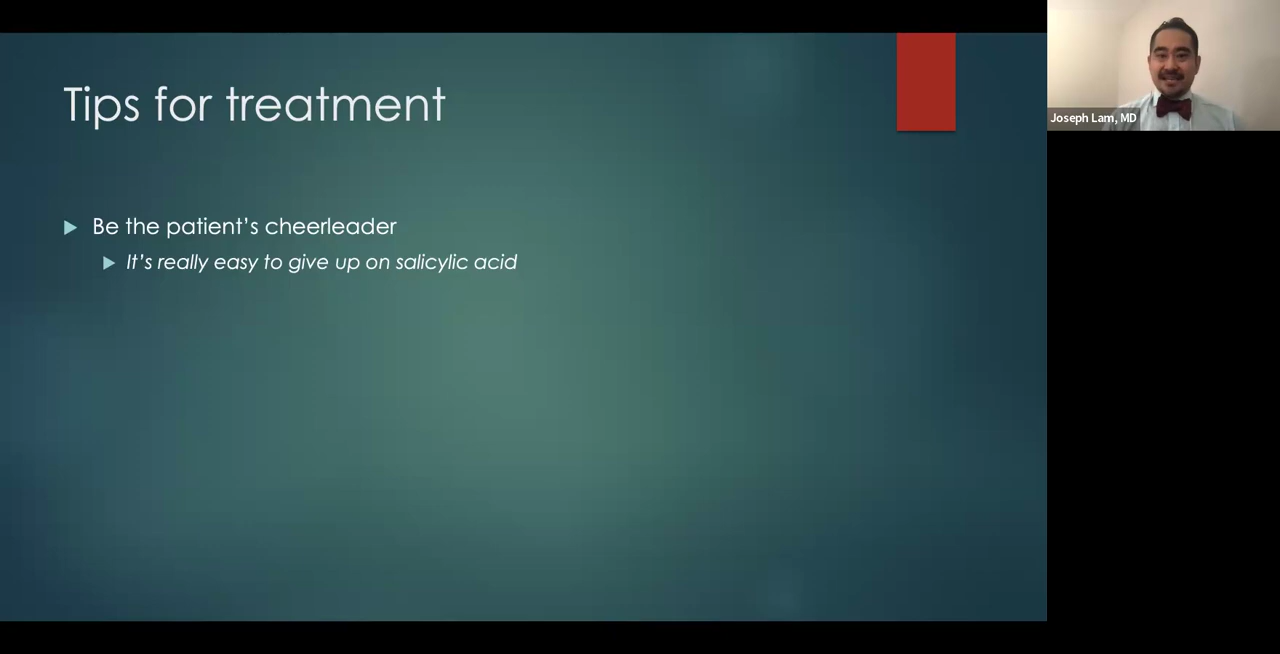 Tips for treatment
Be the patient’s cheerleader
It’s really easy to give up on salicylic acid
Joseph Lam, MD